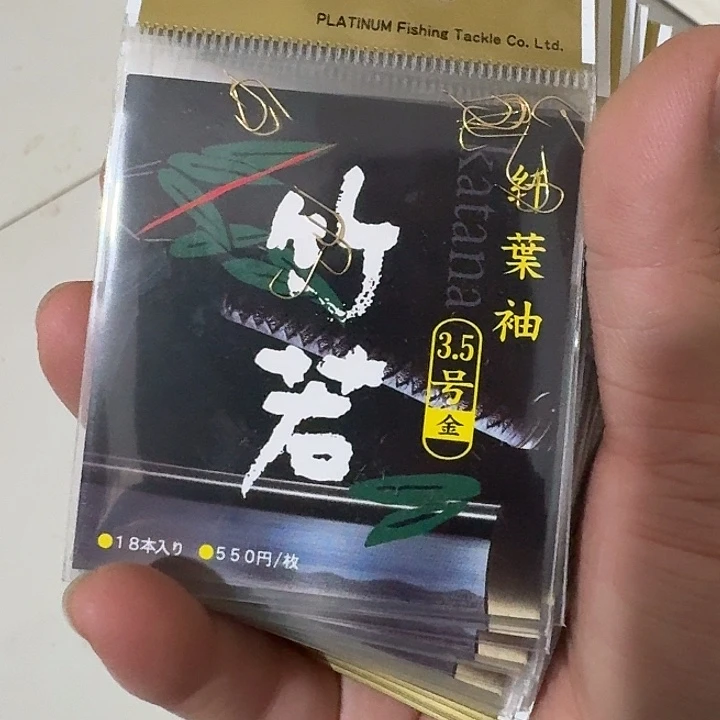 PLATINUM Fishing Tackle Co. Ltd.
katana
葉袖
3.5号
金
竹若
●18本入り ●550円/枚